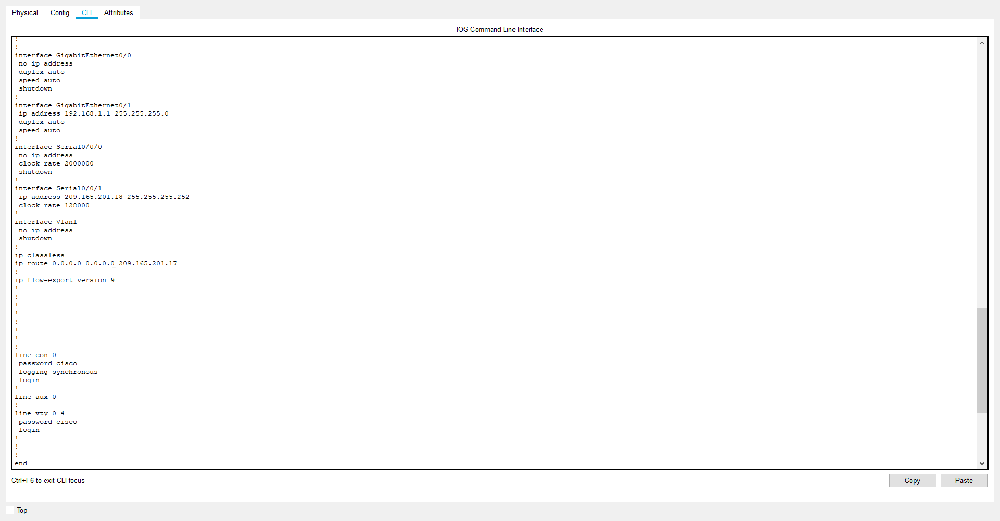 Physical Config CLI Attributes
IOS Command Line Interface
!
!
interface GigabitEthernet0/0
 no ip address
 duplex auto
 speed auto
 shutdown
!
interface GigabitEthernet0/1
 ip address 192.168.1.1 255.255.255.0
 duplex auto
 speed auto
!
interface Serial0/0/0
 no ip address
 clock rate 2000000
 shutdown
!
interface Serial0/0/1
 ip address 209.165.201.18 255.255.255.252
 clock rate 128000
!
interface Vlan1
 no ip address
 shutdown
!
ip classless
ip route 0.0.0.0 0.0.0.0 209.165.201.17
!
ip flow-export version 9
!
!
!
!
!
!
!
!
line con 0
 password cisco
 logging synchronous
 login
!
line aux 0
!
line vty 0 4
 password cisco
 login
!
!
!
end
Ctrl+F6 to exit CLI focus
Copy Paste
Top